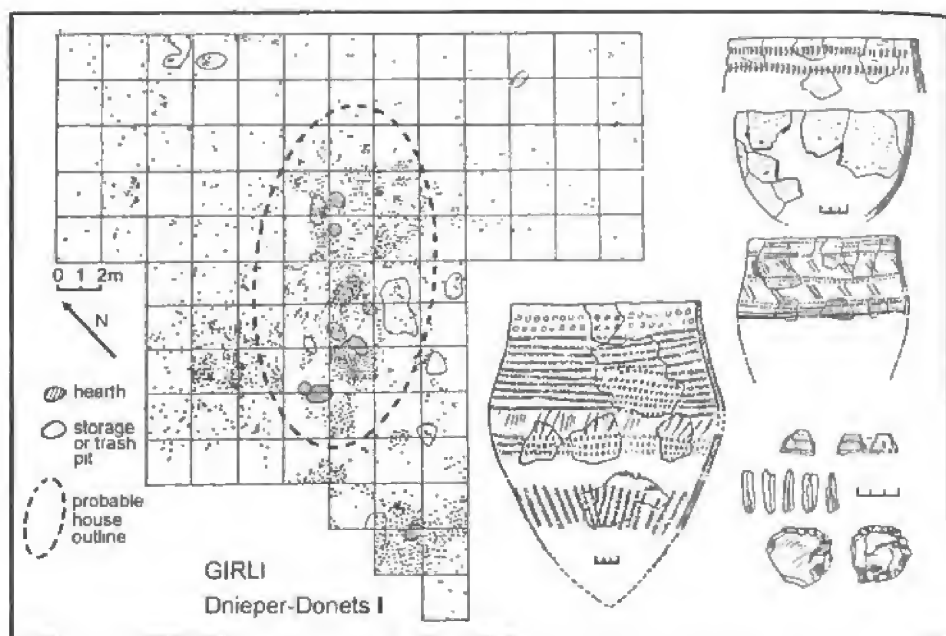 0 1 2m
N
hearth
storage
or trash
pit
probable
house
outline
GIRLI
Dnieper-Donets I